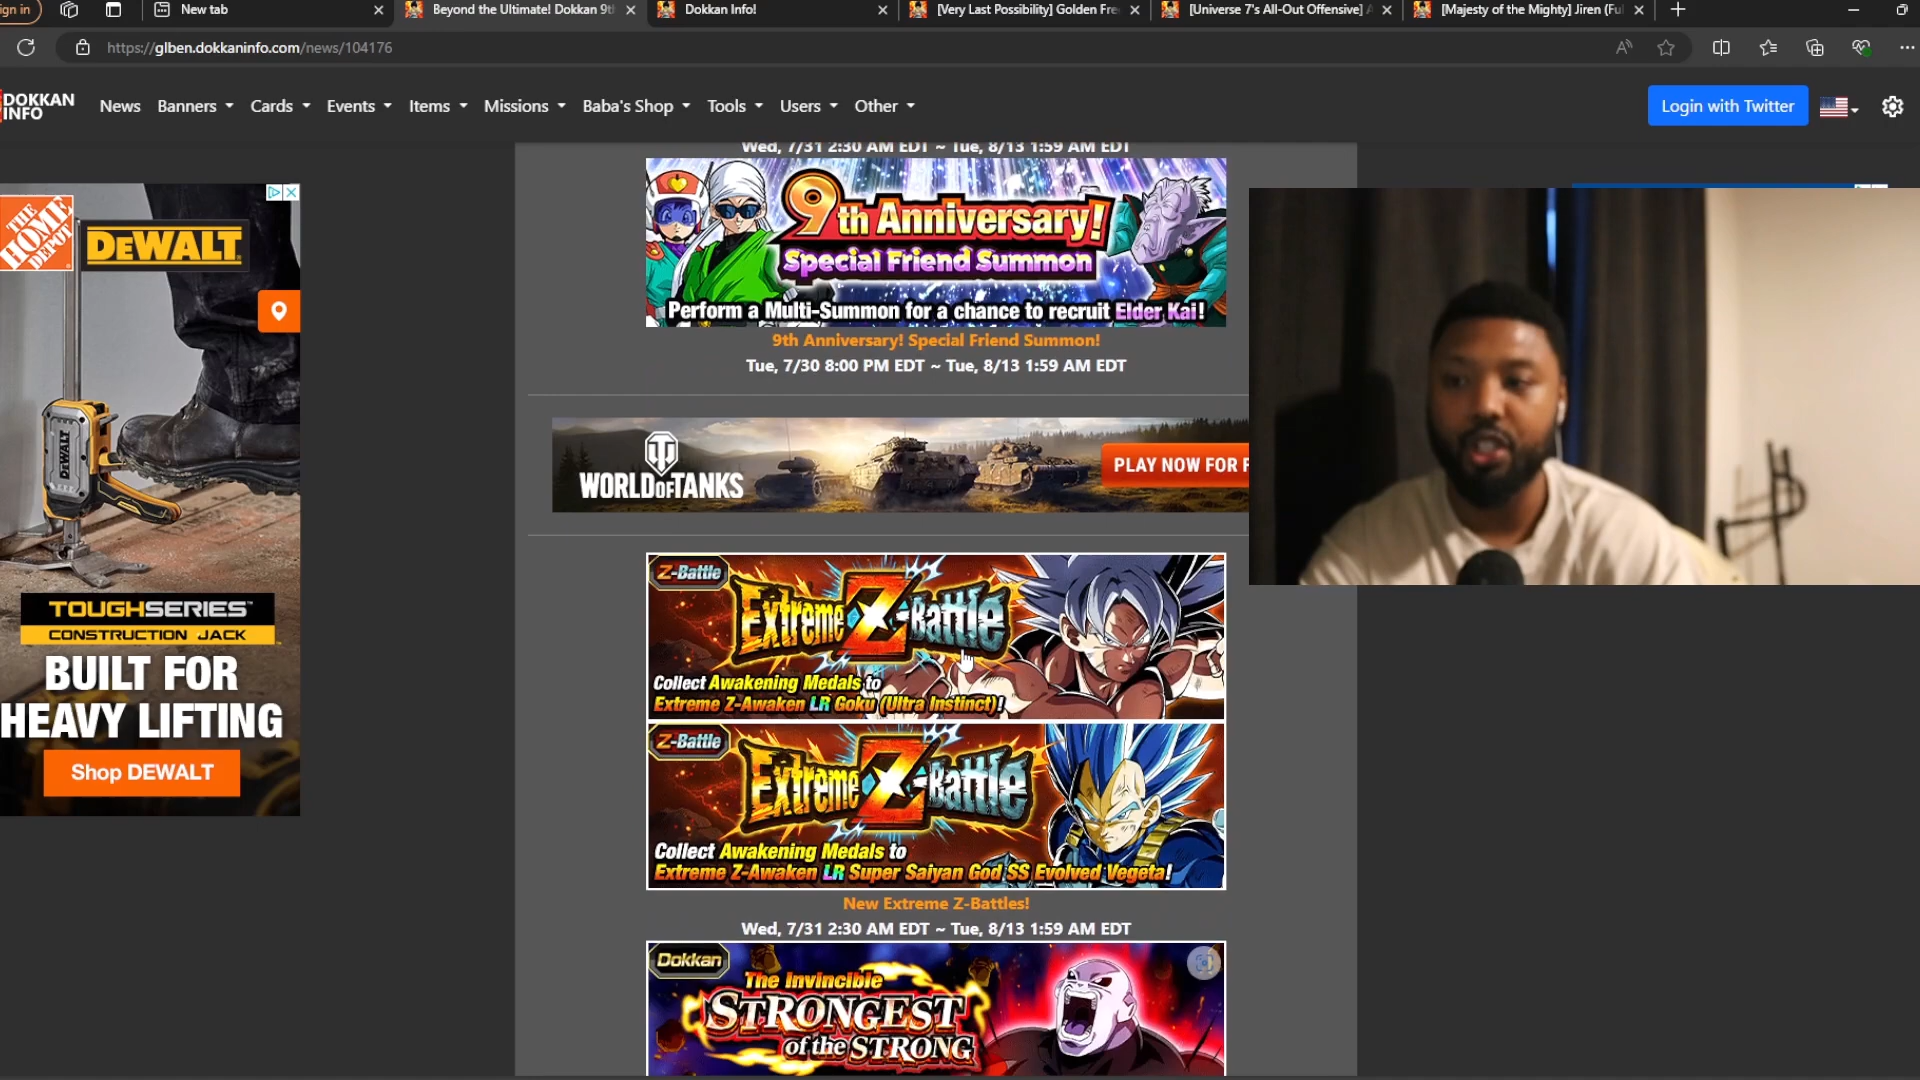 ign in
New tab
Beyond the Ultimate! Dokkan 9t
Dokkan Info!
[Very Last Possibility] Golden Fre
[Universe 7's All-Out Offensive] A
[Majesty of the Mighty] Jiren (Fu
https://glben.dokkaninfo.com/news/104176
DOKKAN
INFO
News
Banners
Cards
Events
Items
Missions
Baba's Shop
Tools
Users
Other
Login with Twitter
Wed, 7/31 2:30 AM EDT ~ Tue, 8/13 1:59 AM EDT
9th Anniversary!
Special Friend Summon
Perform a Multi-Summon for a chance to recruit Elder Kai!
9th Anniversary! Special Friend Summon!
Tue, 7/30 8:00 PM EDT ~ Tue, 8/13 1:59 AM EDT
THE HOME DEPOT
DEWALT
DEWALT
TOUGHSERIES™
CONSTRUCTION JACK
BUILT FOR
HEAVY LIFTING
Shop DEWALT
WORLD OF TANKS
PLAY NOW FOR F
Z-Battle
Extreme Z-Battle
Collect Awakening Medals to
Extreme Z-Awaken LR Goku (Ultra Instinct)!
Z-Battle
Extreme Z-Battle
Collect Awakening Medals to
Extreme Z-Awaken LR Super Saiyan God SS Evolved Vegeta!
New Extreme Z-Battles!
Wed, 7/31 2:30 AM EDT ~ Tue, 8/13 1:59 AM EDT
Dokkan
The Invincible
STRONGEST
of the STRONG